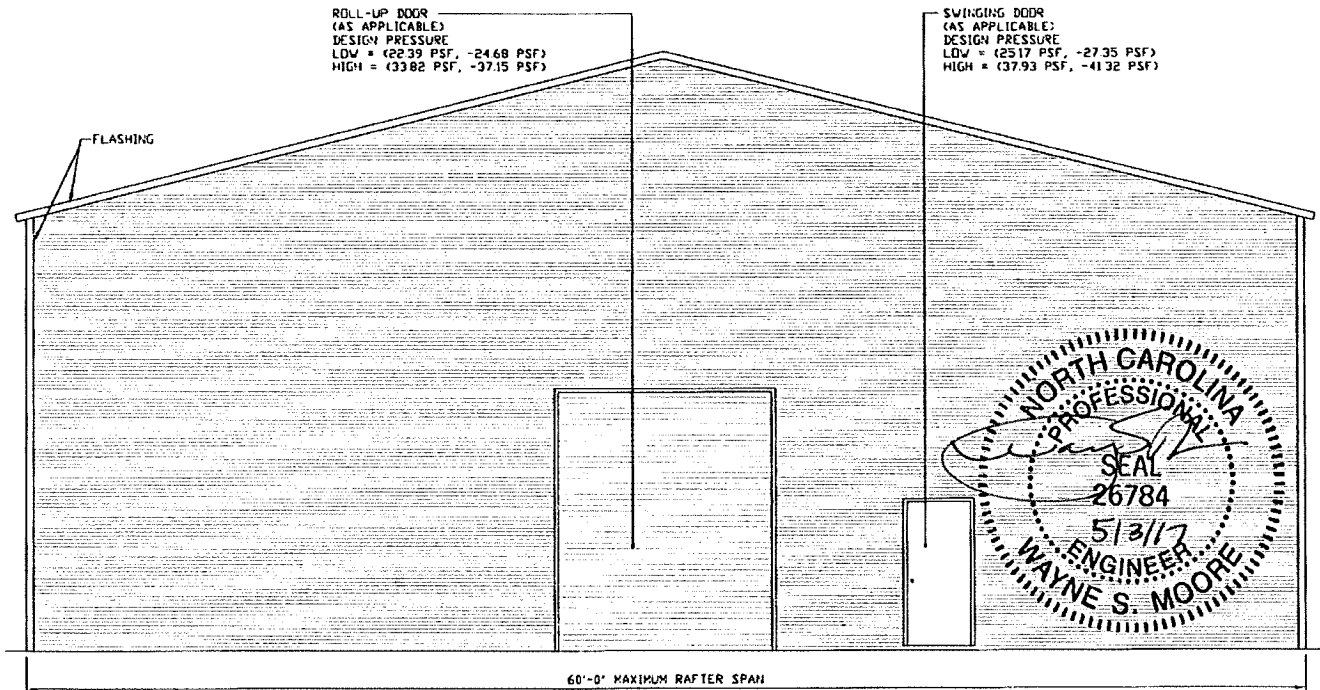 ROLL-UP DOOR
(AS APPLICABLE)
DESIGN PRESSURE
LOW = (22.39 PSF, -24.68 PSF)
HIGH = (33.82 PSF, -37.15 PSF)
SWINGING DOOR
(AS APPLICABLE)
DESIGN PRESSURE
LOW = (25.17 PSF, -27.35 PSF)
HIGH = (37.93 PSF, -41.32 PSF)
FLASHING
NORTH CAROLINA
PROFESSIONAL
SEAL
26784
5/3/17
ENGINEER
WAYNE S. MOORE
60'-0" MAXIMUM RAFTER SPAN